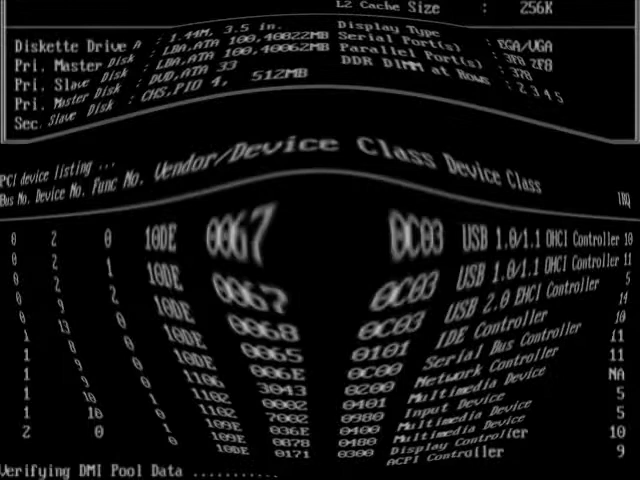 L2 Cache Size : 256K
Diskette Drive A : 1.44M, 3.5 in. Display Type : EGA/VGA
Pri. Master Disk : LBA,ATA 100,40022MB Serial Port(s) : 3F8 2F8
Pri. Slave Disk : LBA,ATA 100,40062MB Parallel Port(s) : 378
Pri. Master Disk : DVD,ATA 33 DDR DIMM at Rows : 2,3 4 5
Sec. Slave Disk : CHS,PIO 4, 512MB
PCI device listing ...
Bus No. Device No. Func No. Vendor/Device Class Device Class IRQ
0 2 0 10DE 0067 0C03 USB 1.0/1.1 OHCI Controller 10
0 2 1 10DE 0067 0C03 USB 1.0/1.1 OHCI Controller 11
0 2 2 10DE 0068 0C03 USB 2.0 EHCI Controller 5
0 9 0 10DE 0065 0101 IDE Controller 14
0 13 0 10DE 006E 0C00 Serial Bus Controller 10
1 8 0 1106 3043 0200 Network Controller 11
1 9 0 1102 0002 0401 Multimedia Device 11
1 9 1 1102 7002 0980 Input Device NA
1 10 0 109E 036E 0400 Multimedia Device 5
1 10 1 109E 0878 0480 Multimedia Device 5
2 0 0 10DE 0171 0300 Display Controller 10
ACPI Controller 9
Verifying DMI Pool Data ...........